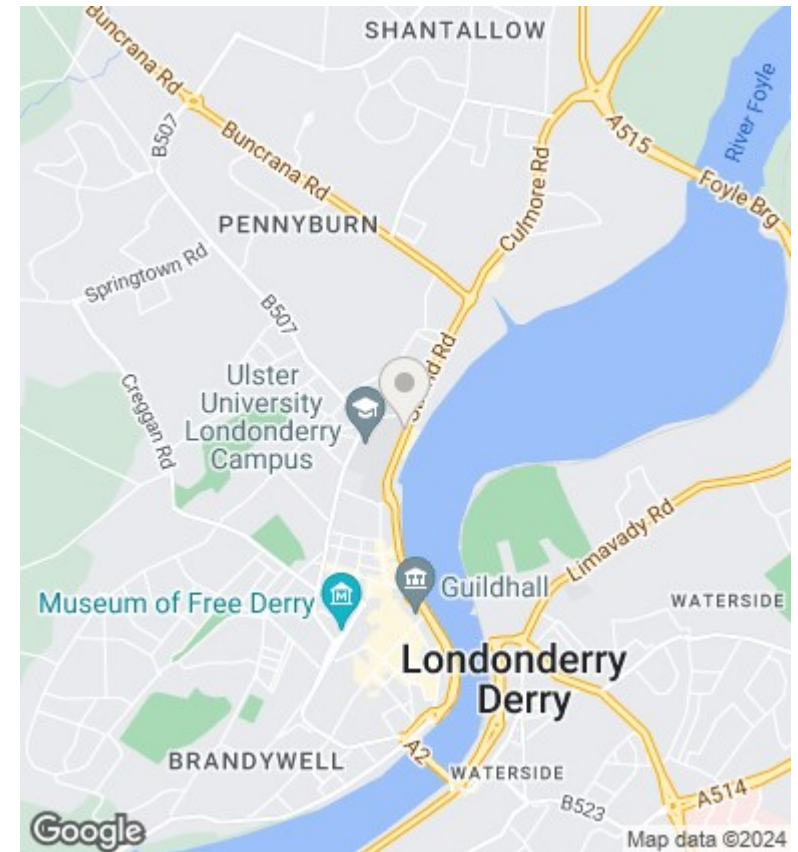 SHANTALLOW
Buncrana Rd
B507
Buncrana Rd
A515
River Foyle
Foyle Brg
Culmore Rd
PENNYBURN
Springtown Rd
B507
Strand Rd
Creggan Rd
Ulster
University
Londonderry
Campus
Limavady Rd
Museum of Free Derry
Guildhall
WATERSIDE
Londonderry
Derry
BRANDYWELL
A2
WATERSIDE
B523
A514
Google
Map data ©2024